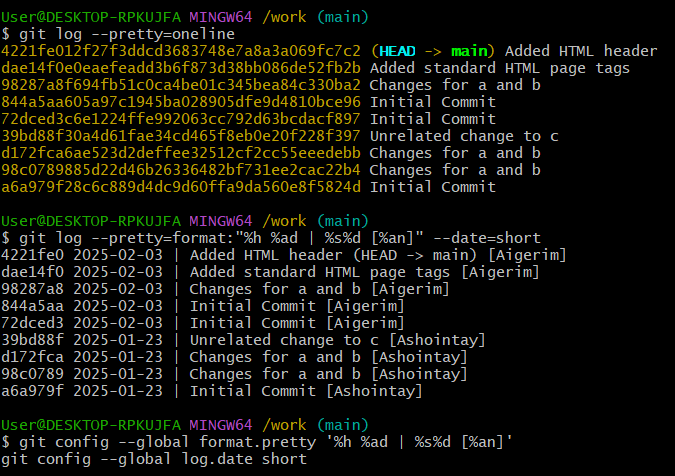 User@DESKTOP-RPKUJFA MINGW64 /work (main)
$ git log --pretty=oneline
4221fe012f27f3ddcd3683748e7a8a3a069fc7c2 (HEAD -> main) Added HTML header
dae14f0e0eaefeadd3b6f873d38bb086de52fb2b Added standard HTML page tags
98287a8f694fb51c0ca4be01c345bea84c330ba2 Changes for a and b
844a5aa605a97c1945ba028905dfe9d4810bce96 Initial Commit
72dced3c6e1224ffe992063cc792d63bcdacf897 Initial Commit
39bd88f30a4d61fae34cd465f8eb0e20f228f397 Unrelated change to c
d172fca6ae523d2deffee32512cf2cc55eeedebb Changes for a and b
98c0789885d22d46b26336482bf731ee2cac22b4 Changes for a and b
a6a979f28c6c889d4dc9d60ffa9da560e8f5824d Initial Commit
User@DESKTOP-RPKUJFA MINGW64 /work (main)
$ git log --pretty=format:"%h %ad | %s%d [%an]" --date=short
4221fe0 2025-02-03 | Added HTML header (HEAD -> main) [Aigerim]
dae14f0 2025-02-03 | Added standard HTML page tags [Aigerim]
98287a8 2025-02-03 | Changes for a and b [Aigerim]
844a5aa 2025-02-03 | Initial Commit [Aigerim]
72dced3 2025-02-03 | Initial Commit [Aigerim]
39bd88f 2025-01-23 | Unrelated change to c [Ashointay]
d172fca 2025-01-23 | Changes for a and b [Ashointay]
98c0789 2025-01-23 | Changes for a and b [Ashointay]
a6a979f 2025-01-23 | Initial Commit [Ashointay]
User@DESKTOP-RPKUJFA MINGW64 /work (main)
$ git config --global format.pretty '%h %ad | %s%d [%an]'
git config --global log.date short